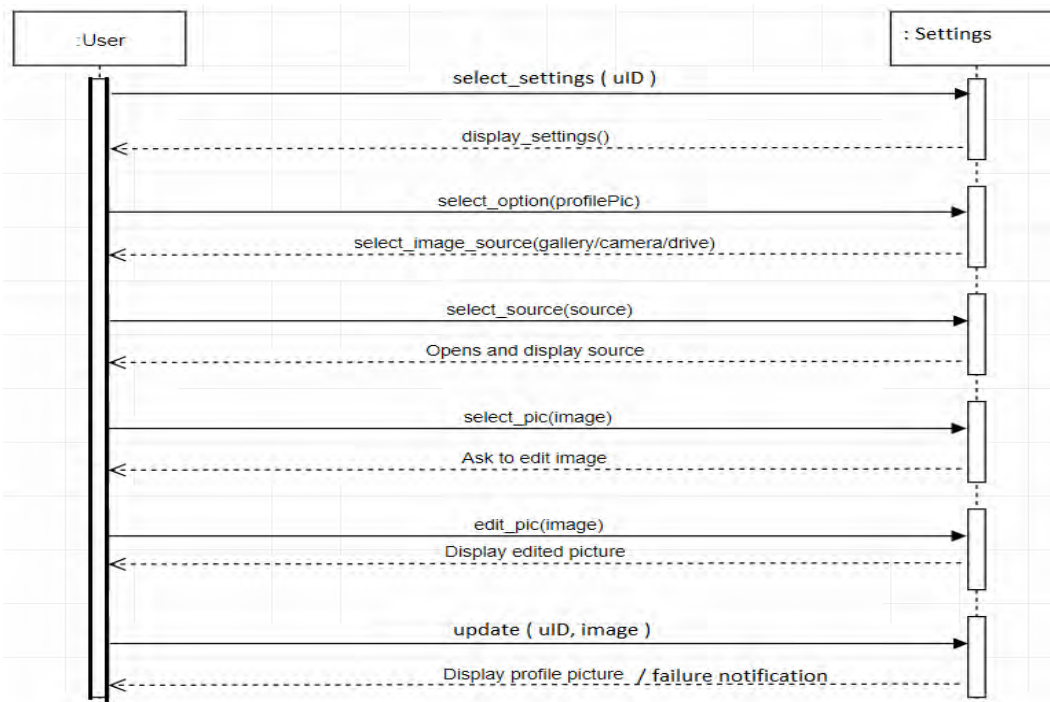 :User
: Settings
select_settings ( uID )
display_settings()
select_option(profilePic)
select_image_source(gallery/camera/drive)
select_source(source)
Opens and display source
select_pic(image)
Ask to edit image
edit_pic(image)
Display edited picture
update ( uID, image )
Display profile picture / failure notification